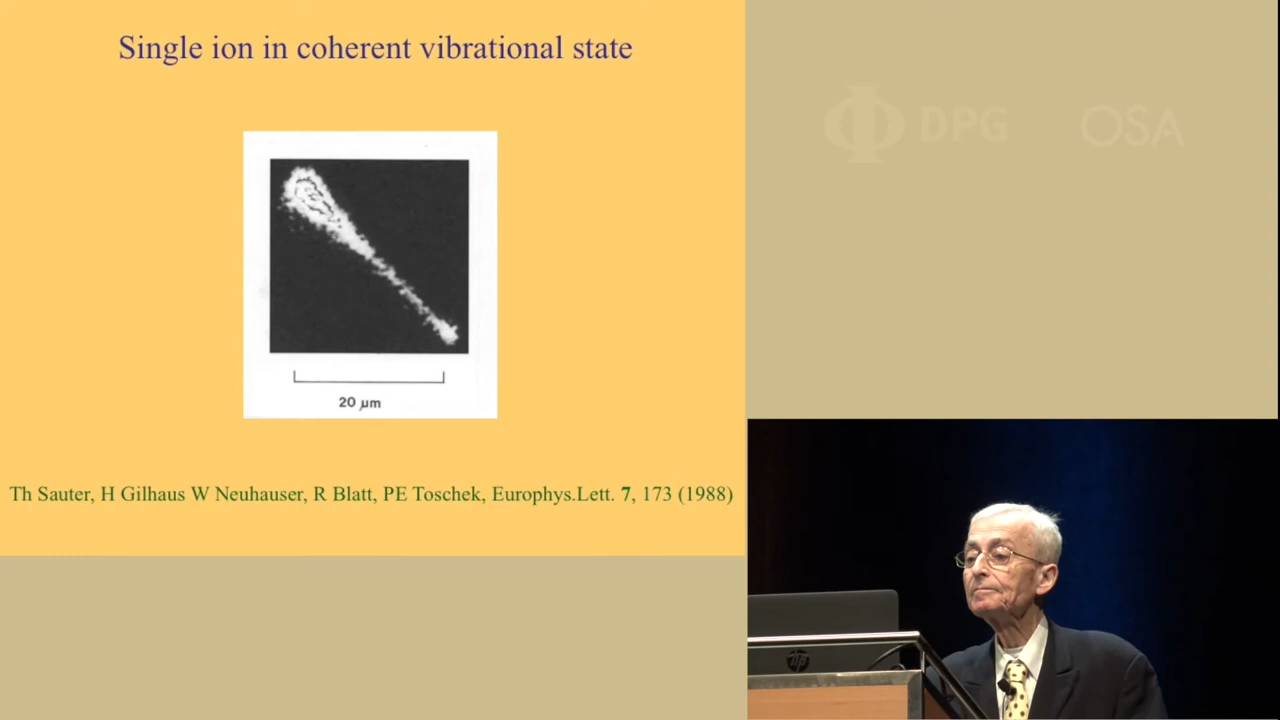 Single ion in coherent vibrational state
20 µm
Th Sauter, H Gilhaus W Neuhauser, R Blatt, PE Toschek, Europhys.Lett. 7, 173 (1988)
DPG OSA
hp